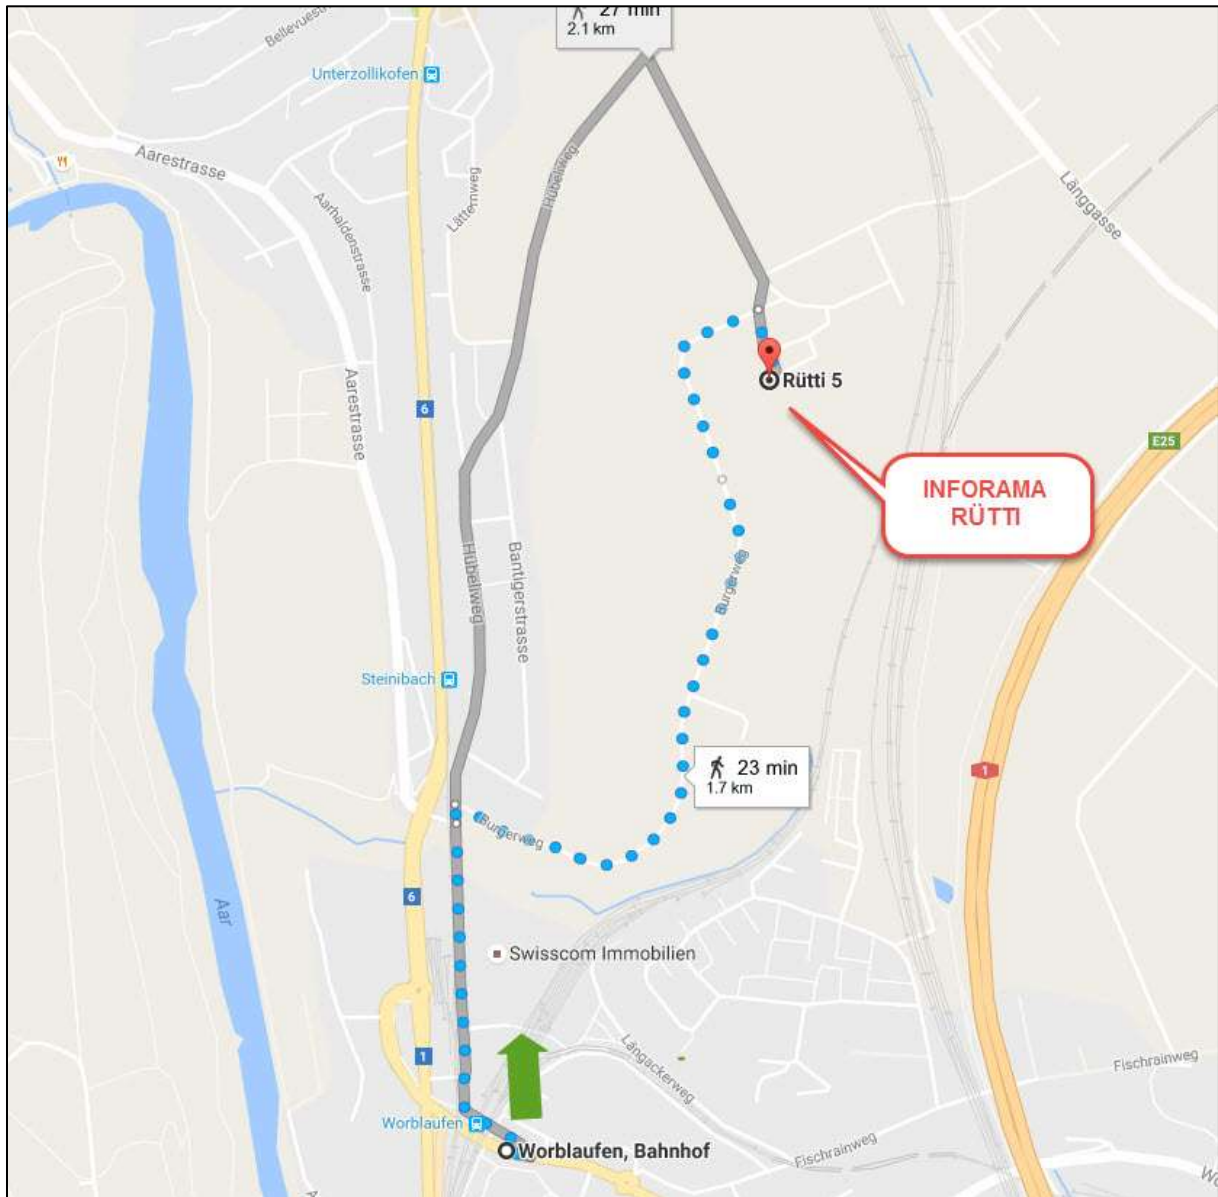 27 min
2.1 km
Bellevuestr
Unterzollikofen
Aarestrasse
Lätternweg
Hübeliweg
Länggasse
Aarhaldenstrasse
Rütti 5
Aarestrasse
6
E25
INFORAMA
RÜTTI
Hübeliweg
Bantigerstrasse
Burgerweg
Steinibach
23 min
1.7 km
1
Burgerweg
6
Aar
Swisscom Immobilien
1
Längackerweg
Fischrainweg
Worblaufen
Worblaufen, Bahnhof
Fischrainweg
Wo